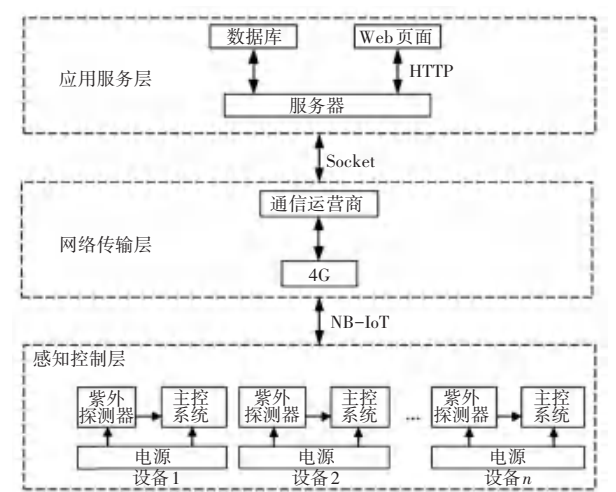 数据库 Web页面
HTTP
应用服务层
服务器
Socket
通信运营商
网络传输层
4G
NB-IoT
感知控制层
紫外 主控 紫外 主控 紫外 主控
探测器 系统 探测器 系统 ... 探测器 系统
电源 电源 电源
设备1 设备2 设备n